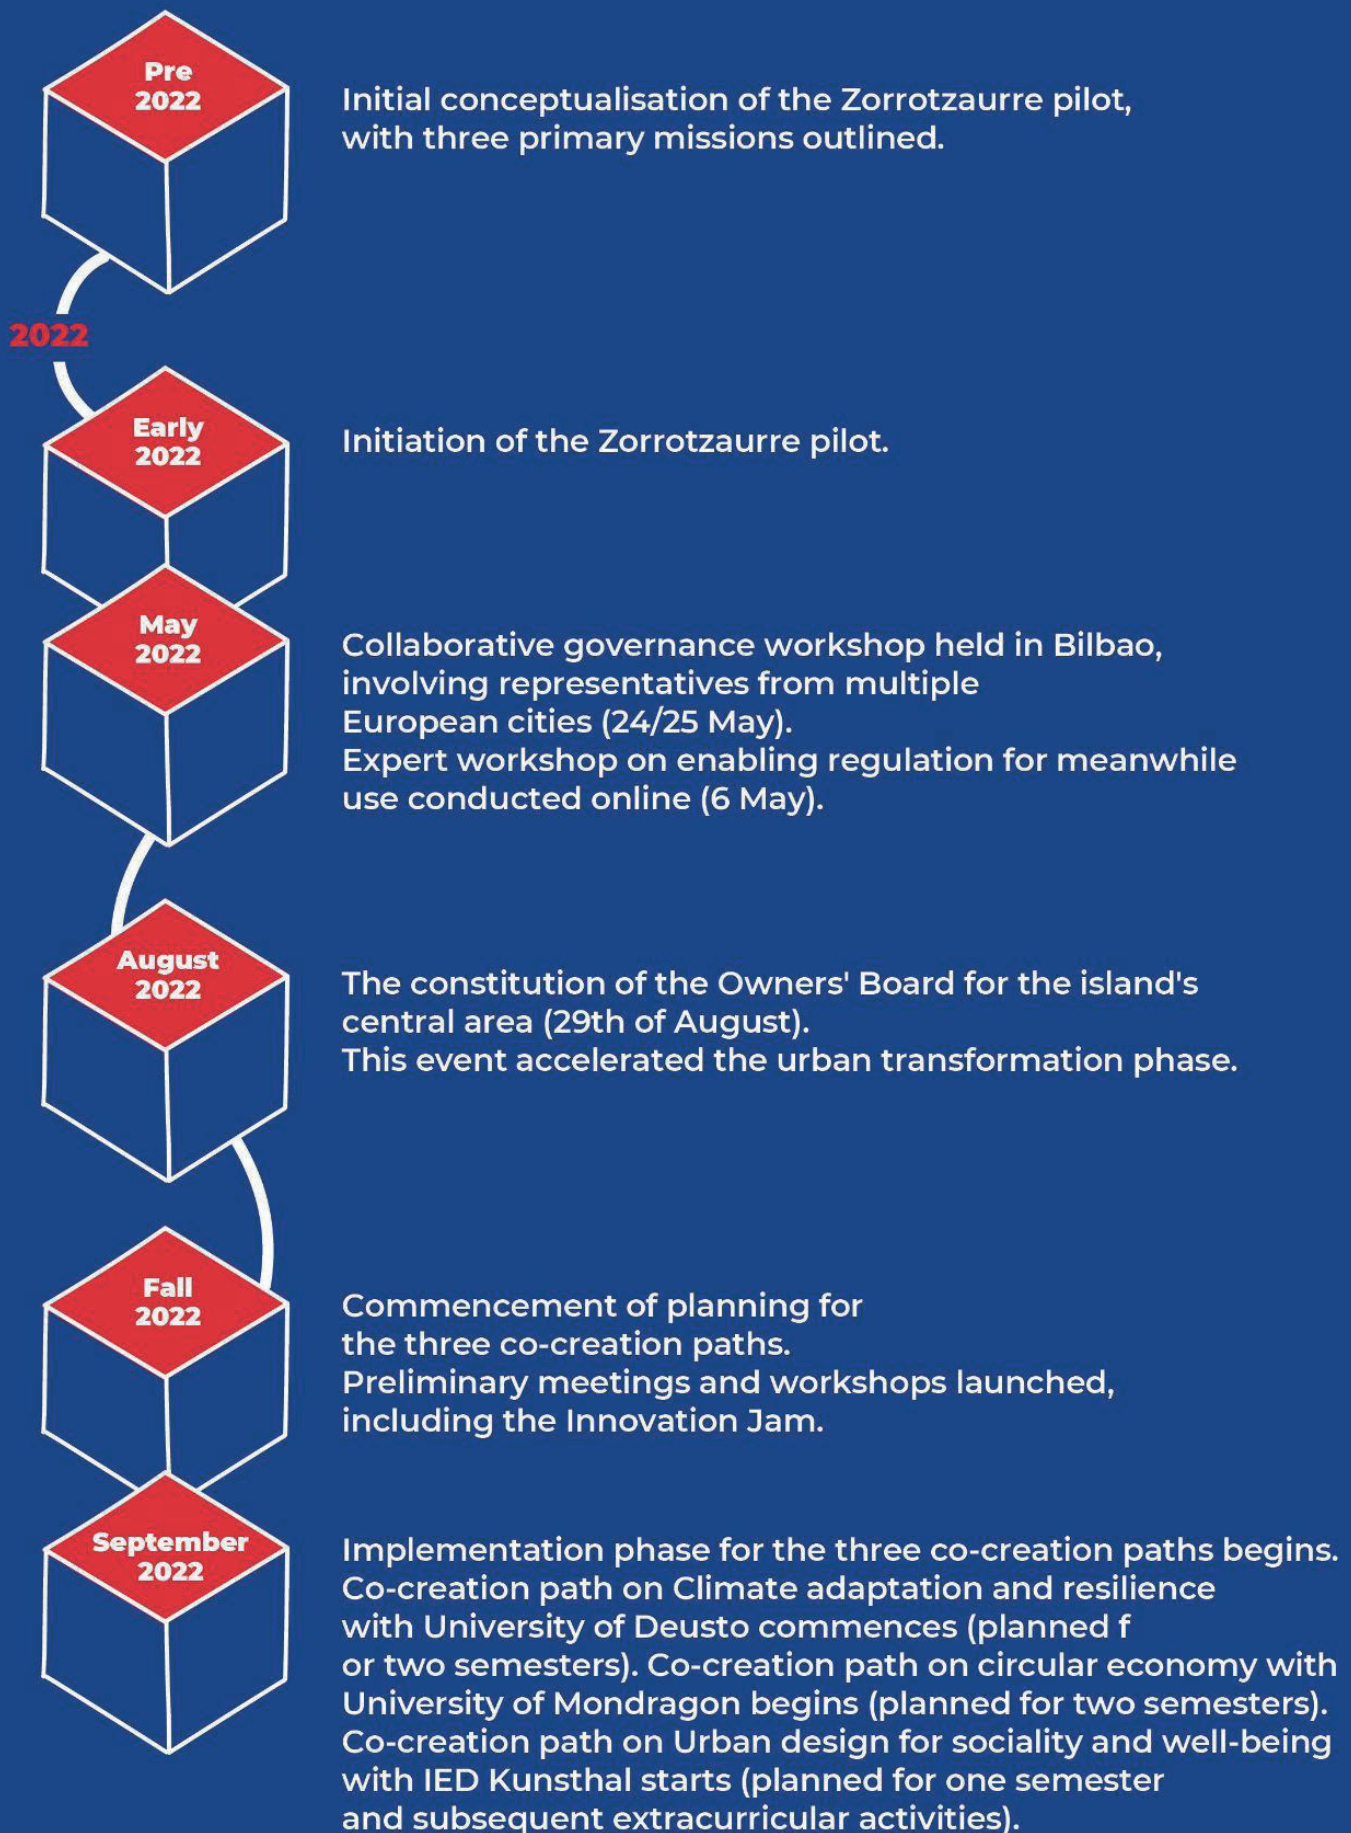 Pre
2022
Initial conceptualisation of the Zorrotzaurre pilot,
with three primary missions outlined.
2022
Early
2022
Initiation of the Zorrotzaurre pilot.
May
2022
Collaborative governance workshop held in Bilbao,
involving representatives from multiple
European cities (24/25 May).
Expert workshop on enabling regulation for meanwhile
use conducted online (6 May).
August
2022
The constitution of the Owners' Board for the island's
central area (29th of August).
This event accelerated the urban transformation phase.
Fall
2022
Commencement of planning for
the three co-creation paths.
Preliminary meetings and workshops launched,
including the Innovation Jam.
September
2022
Implementation phase for the three co-creation paths begins.
Co-creation path on Climate adaptation and resilience
with University of Deusto commences (planned f
or two semesters). Co-creation path on circular economy with
University of Mondragon begins (planned for two semesters).
Co-creation path on Urban design for sociality and well-being
with IED Kunsthal starts (planned for one semester
and subsequent extracurricular activities).